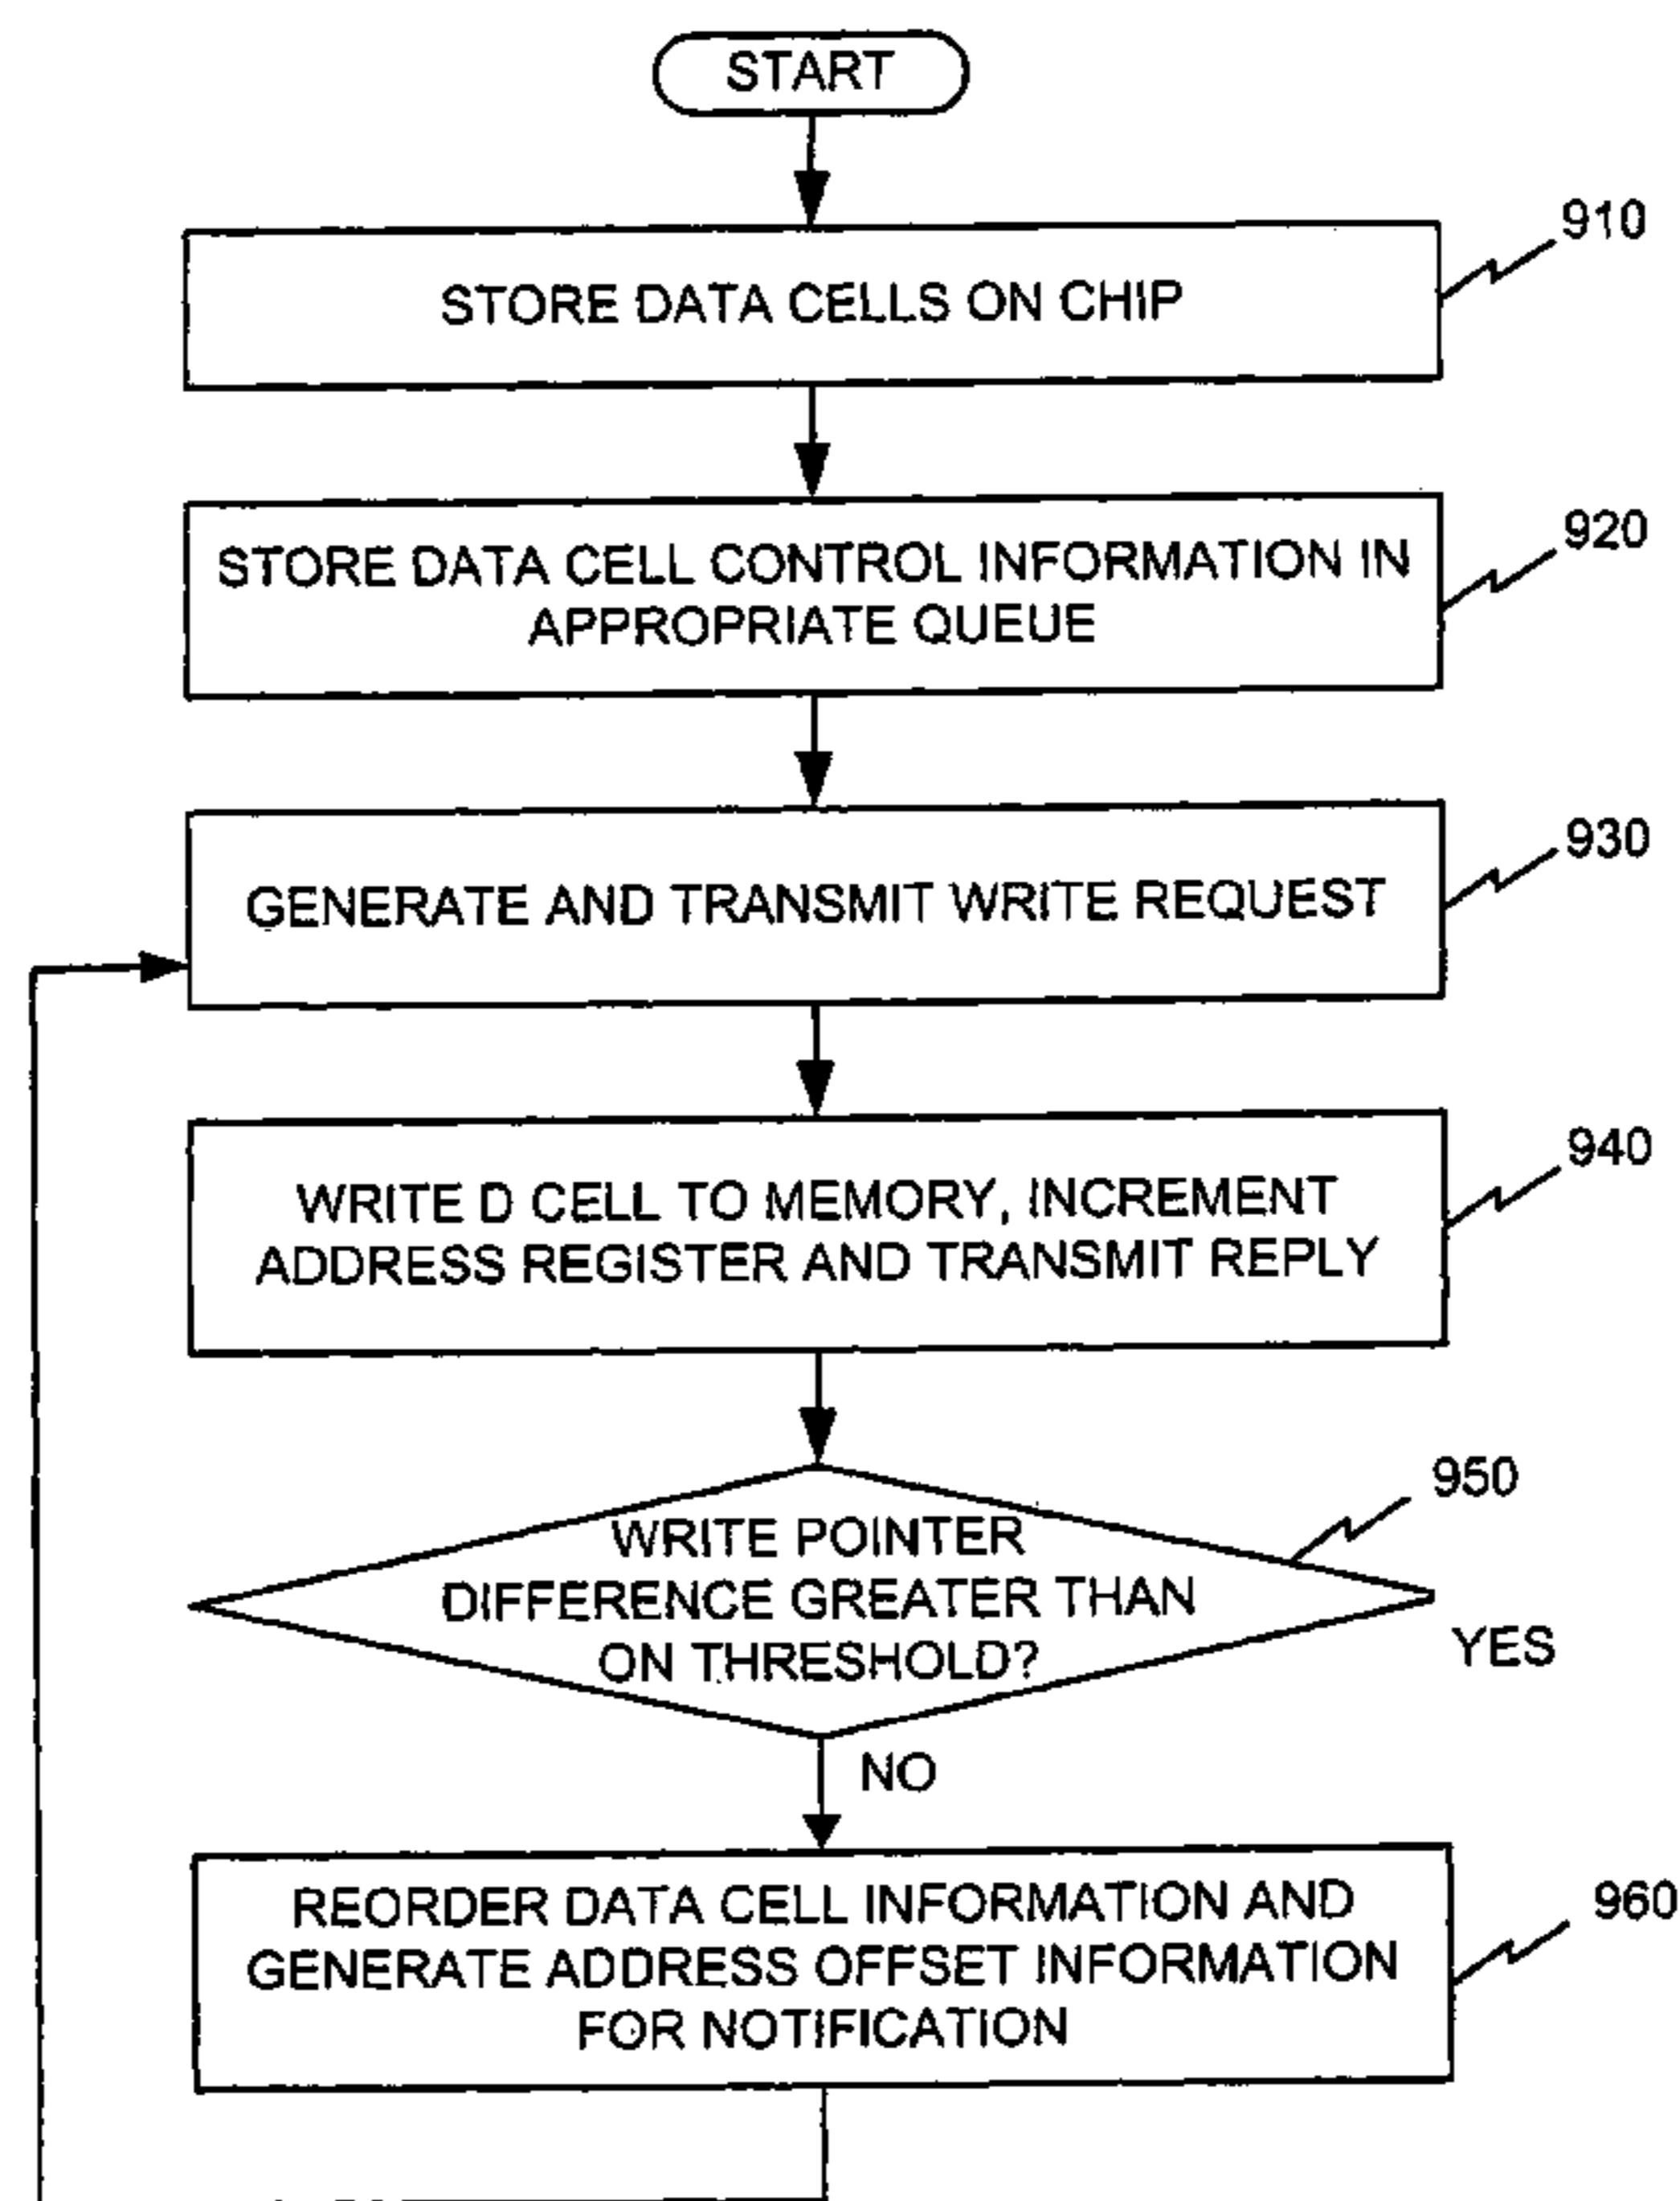 START
910
STORE DATA CELLS ON CHIP
920
STORE DATA CELL CONTROL INFORMATION IN
APPROPRIATE QUEUE
930
GENERATE AND TRANSMIT WRITE REQUEST
940
WRITE D CELL TO MEMORY, INCREMENT
ADDRESS REGISTER AND TRANSMIT REPLY
950
WRITE POINTER
DIFFERENCE GREATER THAN
ON THRESHOLD?
YES
NO
960
REORDER DATA CELL INFORMATION AND
GENERATE ADDRESS OFFSET INFORMATION
FOR NOTIFICATION